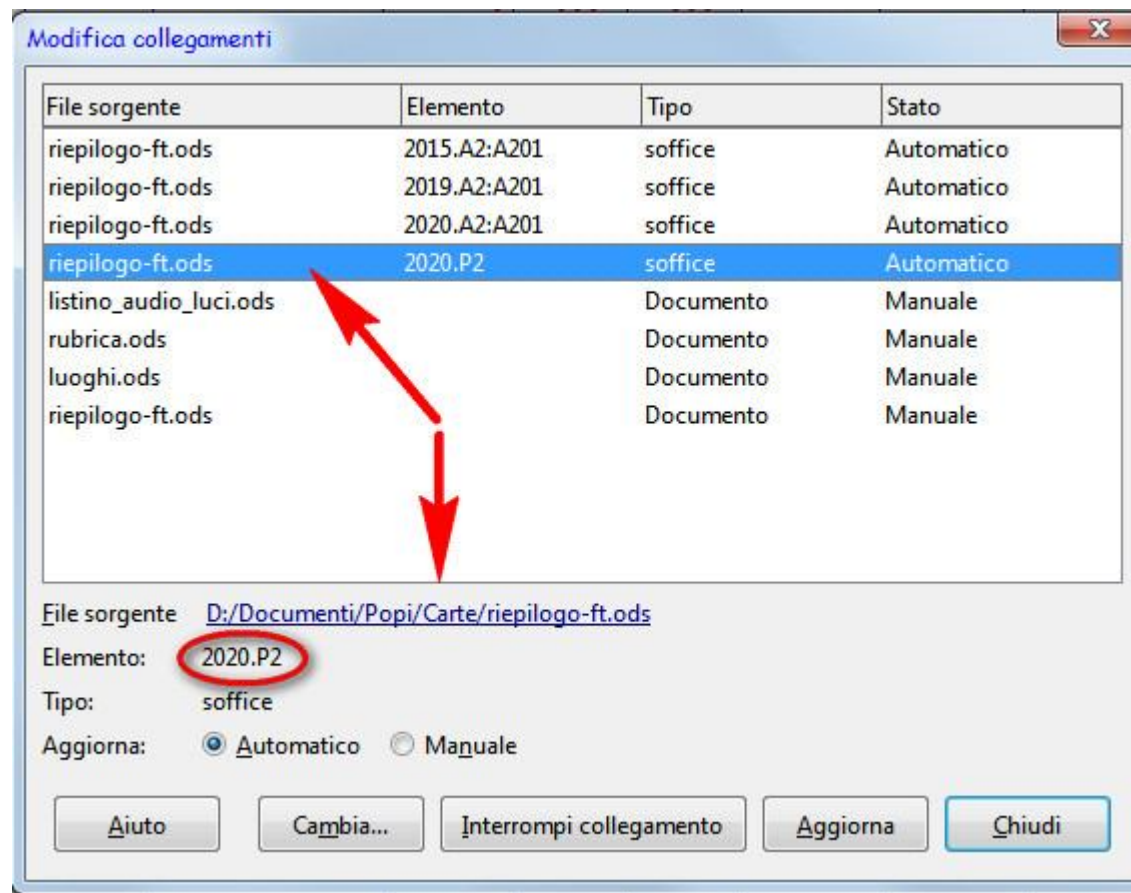 Modifica collegamenti
File sorgente Elemento Tipo Stato
riepilogo-ft.ods 2015.A2:A201 soffice Automatico
riepilogo-ft.ods 2019.A2:A201 soffice Automatico
riepilogo-ft.ods 2020.A2:A201 soffice Automatico
riepilogo-ft.ods 2020.P2 soffice Automatico
listino_audio_luci.ods Documento Manuale
rubrica.ods Documento Manuale
luoghi.ods Documento Manuale
riepilogo-ft.ods Documento Manuale
File sorgente D:/Documenti/Popi/Carte/riepilogo-ft.ods
Elemento: 2020.P2
Tipo: soffice
Aggiorna: Automatico Manuale
Aiuto Cambia... Interrompi collegamento Aggiorna Chiudi